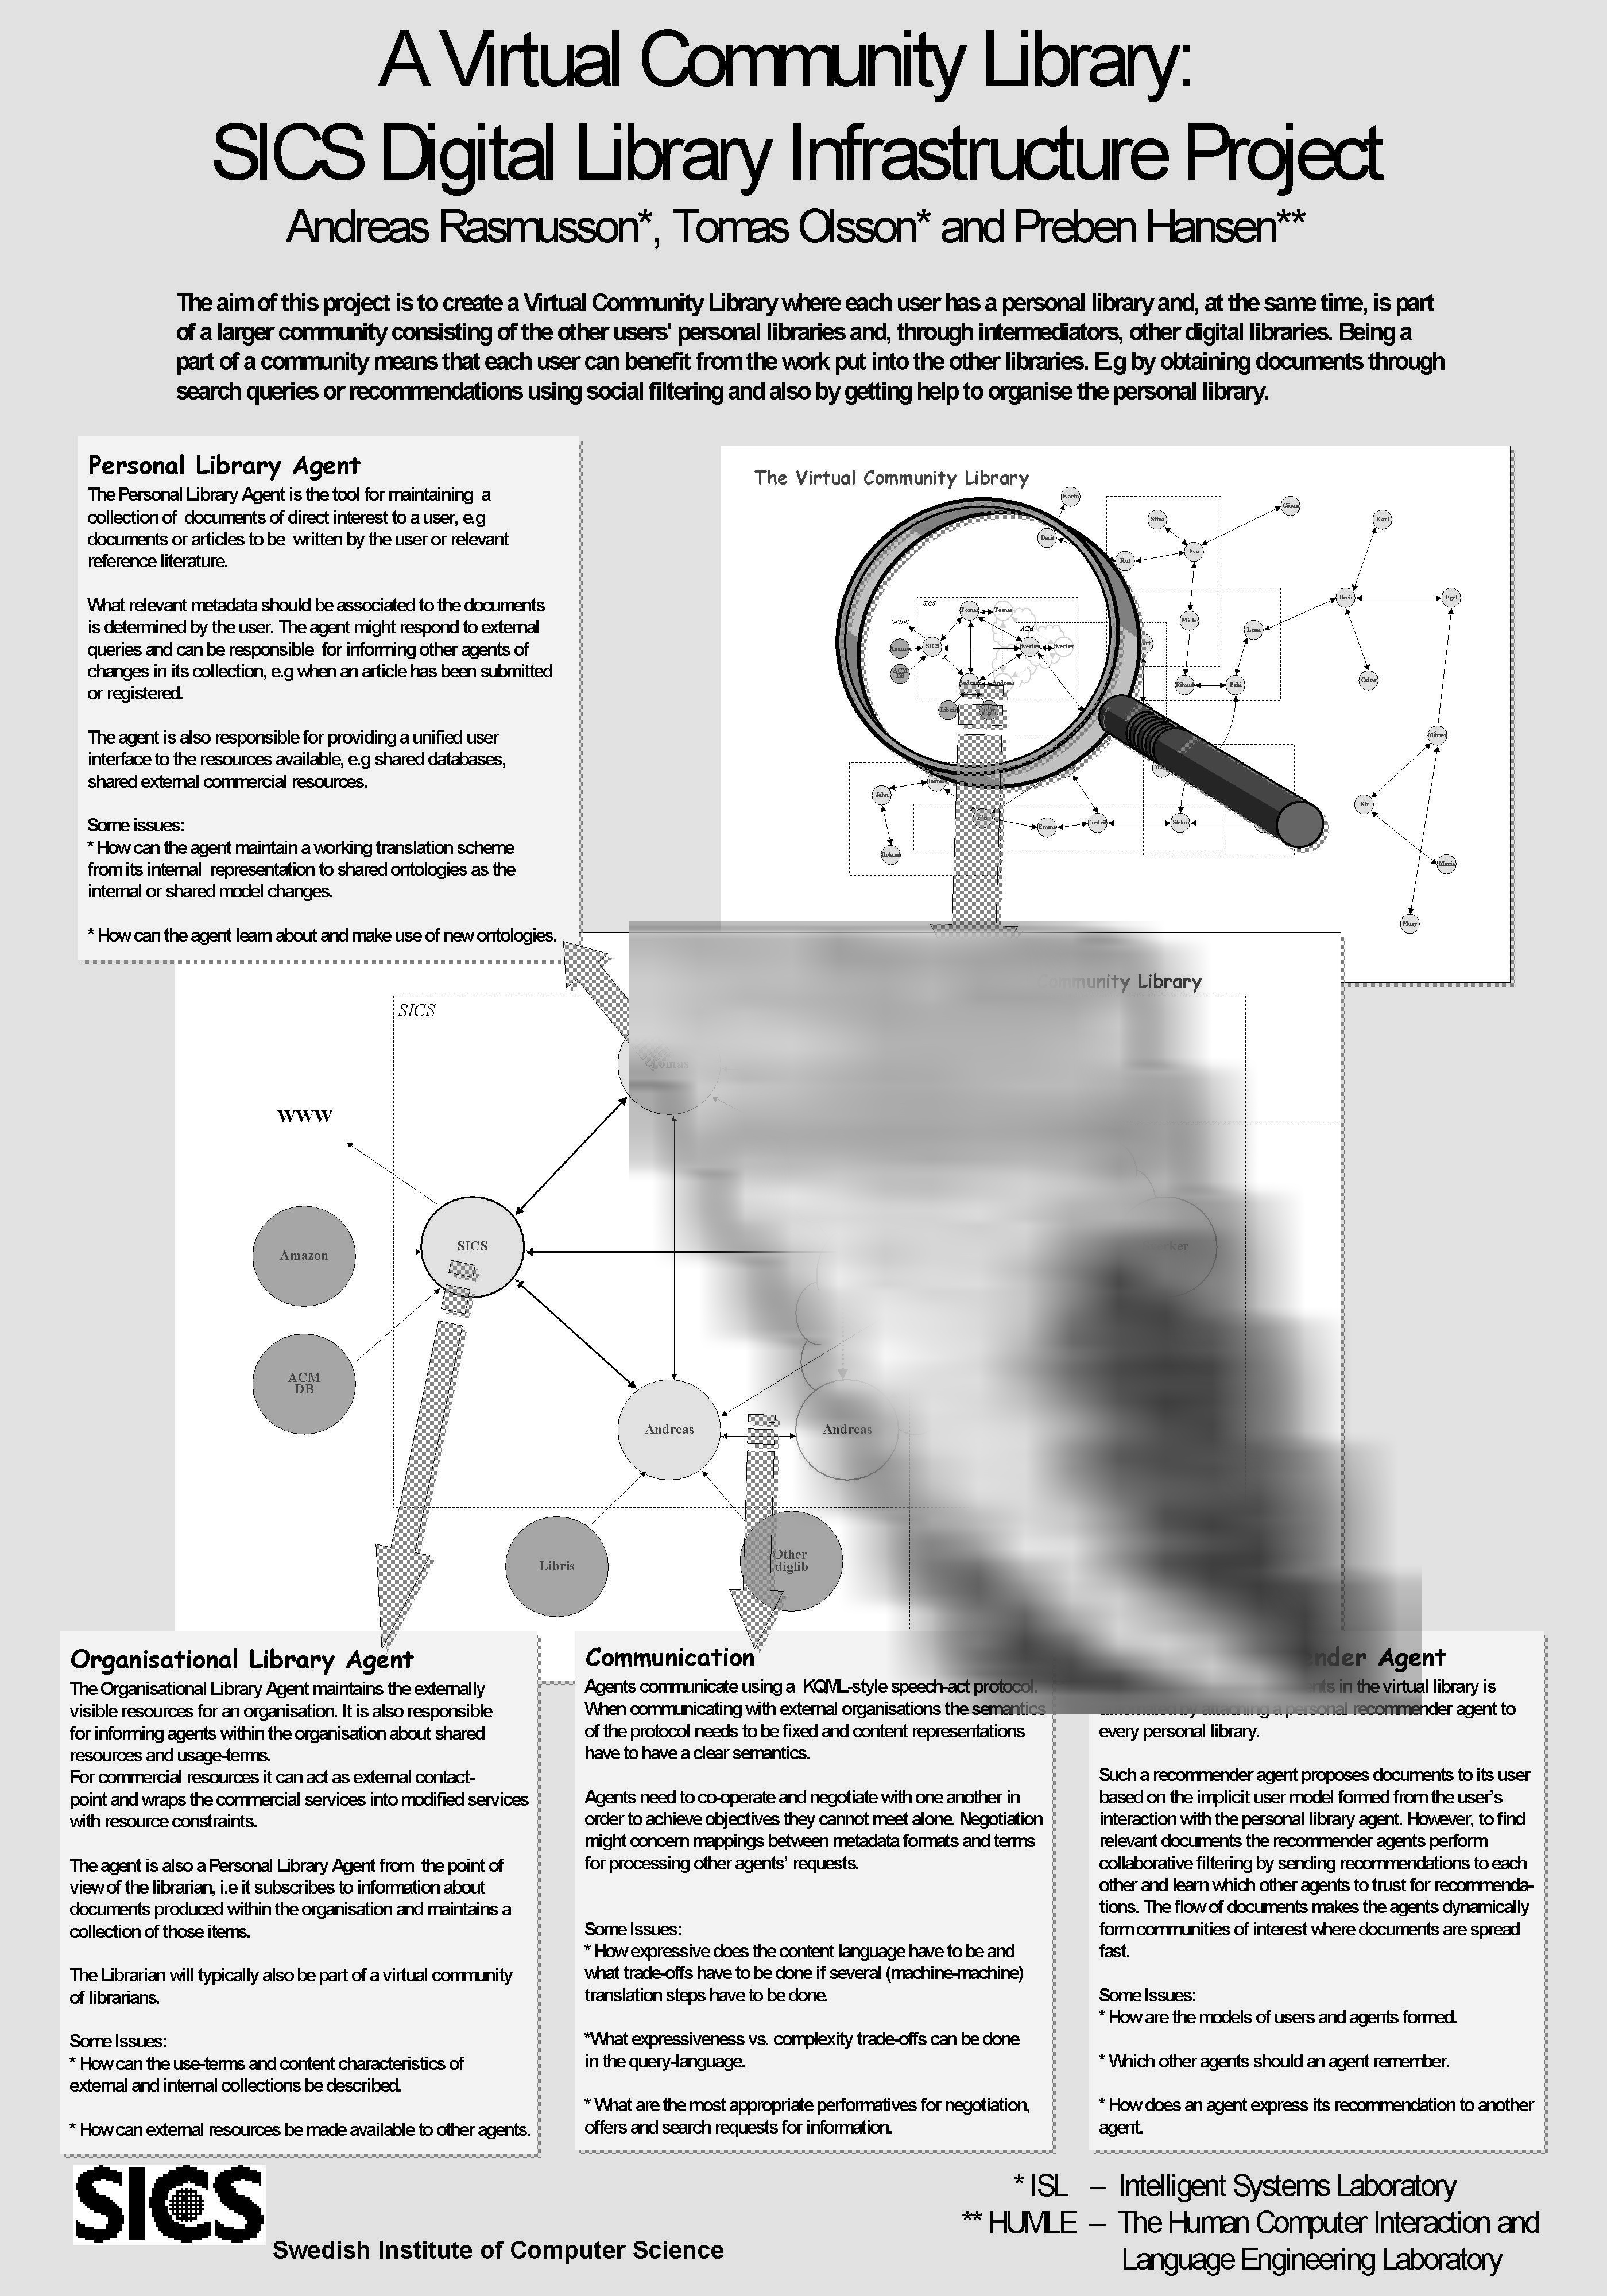 A Virtual Community Library:
SICS Digital Library Infrastructure Project
Andreas Rasmusson*, Tomas Olsson* and Preben Hansen**
The aim of this project is to create a Virtual Community Library where each user has a personal library and, at the same time, is part
of a larger community consisting of the other users' personal libraries and, through intermediators, other digital libraries. Being a
part of a community means that each user can benefit from the work put into the other libraries. E.g by obtaining documents through
search queries or recommendations using social filtering and also by getting help to organise the personal library.
Personal Library Agent
The Personal Library Agent is the tool for maintaining a
collection of documents of direct interest to a user, e.g
documents or articles to be written by the user or relevant
reference literature.
What relevant metadata should be associated to the documents
is determined by the user. The agent might respond to external
queries and can be responsible for informing other agents of
changes in its collection, e.g when an article has been submitted
or registered.
The agent is also responsible for providing a unified user
interface to the resources available, e.g shared databases,
shared external commercial resources.
Some issues:
* How can the agent maintain a working translation scheme
from its internal representation to shared ontologies as the
internal or shared model changes.
* How can the agent learn about and make use of new ontologies.
The Virtual Community Library
Karin
Stina
Göran
Karl
Berit
Eva
Rut
SICS
Tomas
Tomas
Berit
Egil
WWW
Miche
ACM
Lena
Amazon
SICS
Sverker
Sverker
ACM
DB
Andreas
Andreas
Rihard
Erki
Oskar
Libris
Mårten
John
Joanna
Kit
Elin
Emma
Fredrik
Stefan
Roland
Maria
Mary
Community Library
SICS
Tomas
WWW
SICS
Amazon
ACM
DB
Andreas
Andreas
Libris
Other
diglib
Organisational Library Agent
The Organisational Library Agent maintains the externally
visible resources for an organisation. It is also responsible
for informing agents within the organisation about shared
resources and usage-terms.
For commercial resources it can act as external contact-
point and wraps the commercial services into modified services
with resource constraints.
The agent is also a Personal Library Agent from the point of
view of the librarian, i.e it subscribes to information about
documents produced within the organisation and maintains a
collection of those items.
The Librarian will typically also be part of a virtual community
of librarians.
Some Issues:
* How can the use-terms and content characteristics of
external and internal collections be described.
* How can external resources be made available to other agents.
Communication
Agents communicate using a KQML-style speech-act protocol.
When communicating with external organisations the semantics
of the protocol needs to be fixed and content representations
have to have a clear semantics.
Agents need to co-operate and negotiate with one another in
order to achieve objectives they cannot meet alone. Negotiation
might concern mappings between metadata formats and terms
for processing other agents' requests.
Some Issues:
* How expressive does the content language have to be and
what trade-offs have to be done if several (machine-machine)
translation steps have to be done.
*What expressiveness vs. complexity trade-offs can be done
in the query-language.
* What are the most appropriate performatives for negotiation,
offers and search requests for information.
Agent
in the virtual library is
by attaching a personal recommender agent to
every personal library.
Such a recommender agent proposes documents to its user
based on the implicit user model formed from the user's
interaction with the personal library agent. However, to find
relevant documents the recommender agents perform
collaborative filtering by sending recommendations to each
other and learn which other agents to trust for recommenda-
tions. The flow of documents makes the agents dynamically
form communities of interest where documents are spread
fast.
Some Issues:
* How are the models of users and agents formed.
* Which other agents should an agent remember.
* How does an agent express its recommendation to another
agent.
SICS
Swedish Institute of Computer Science
* ISL – Intelligent Systems Laboratory
** HUMLE – The Human Computer Interaction and
Language Engineering Laboratory